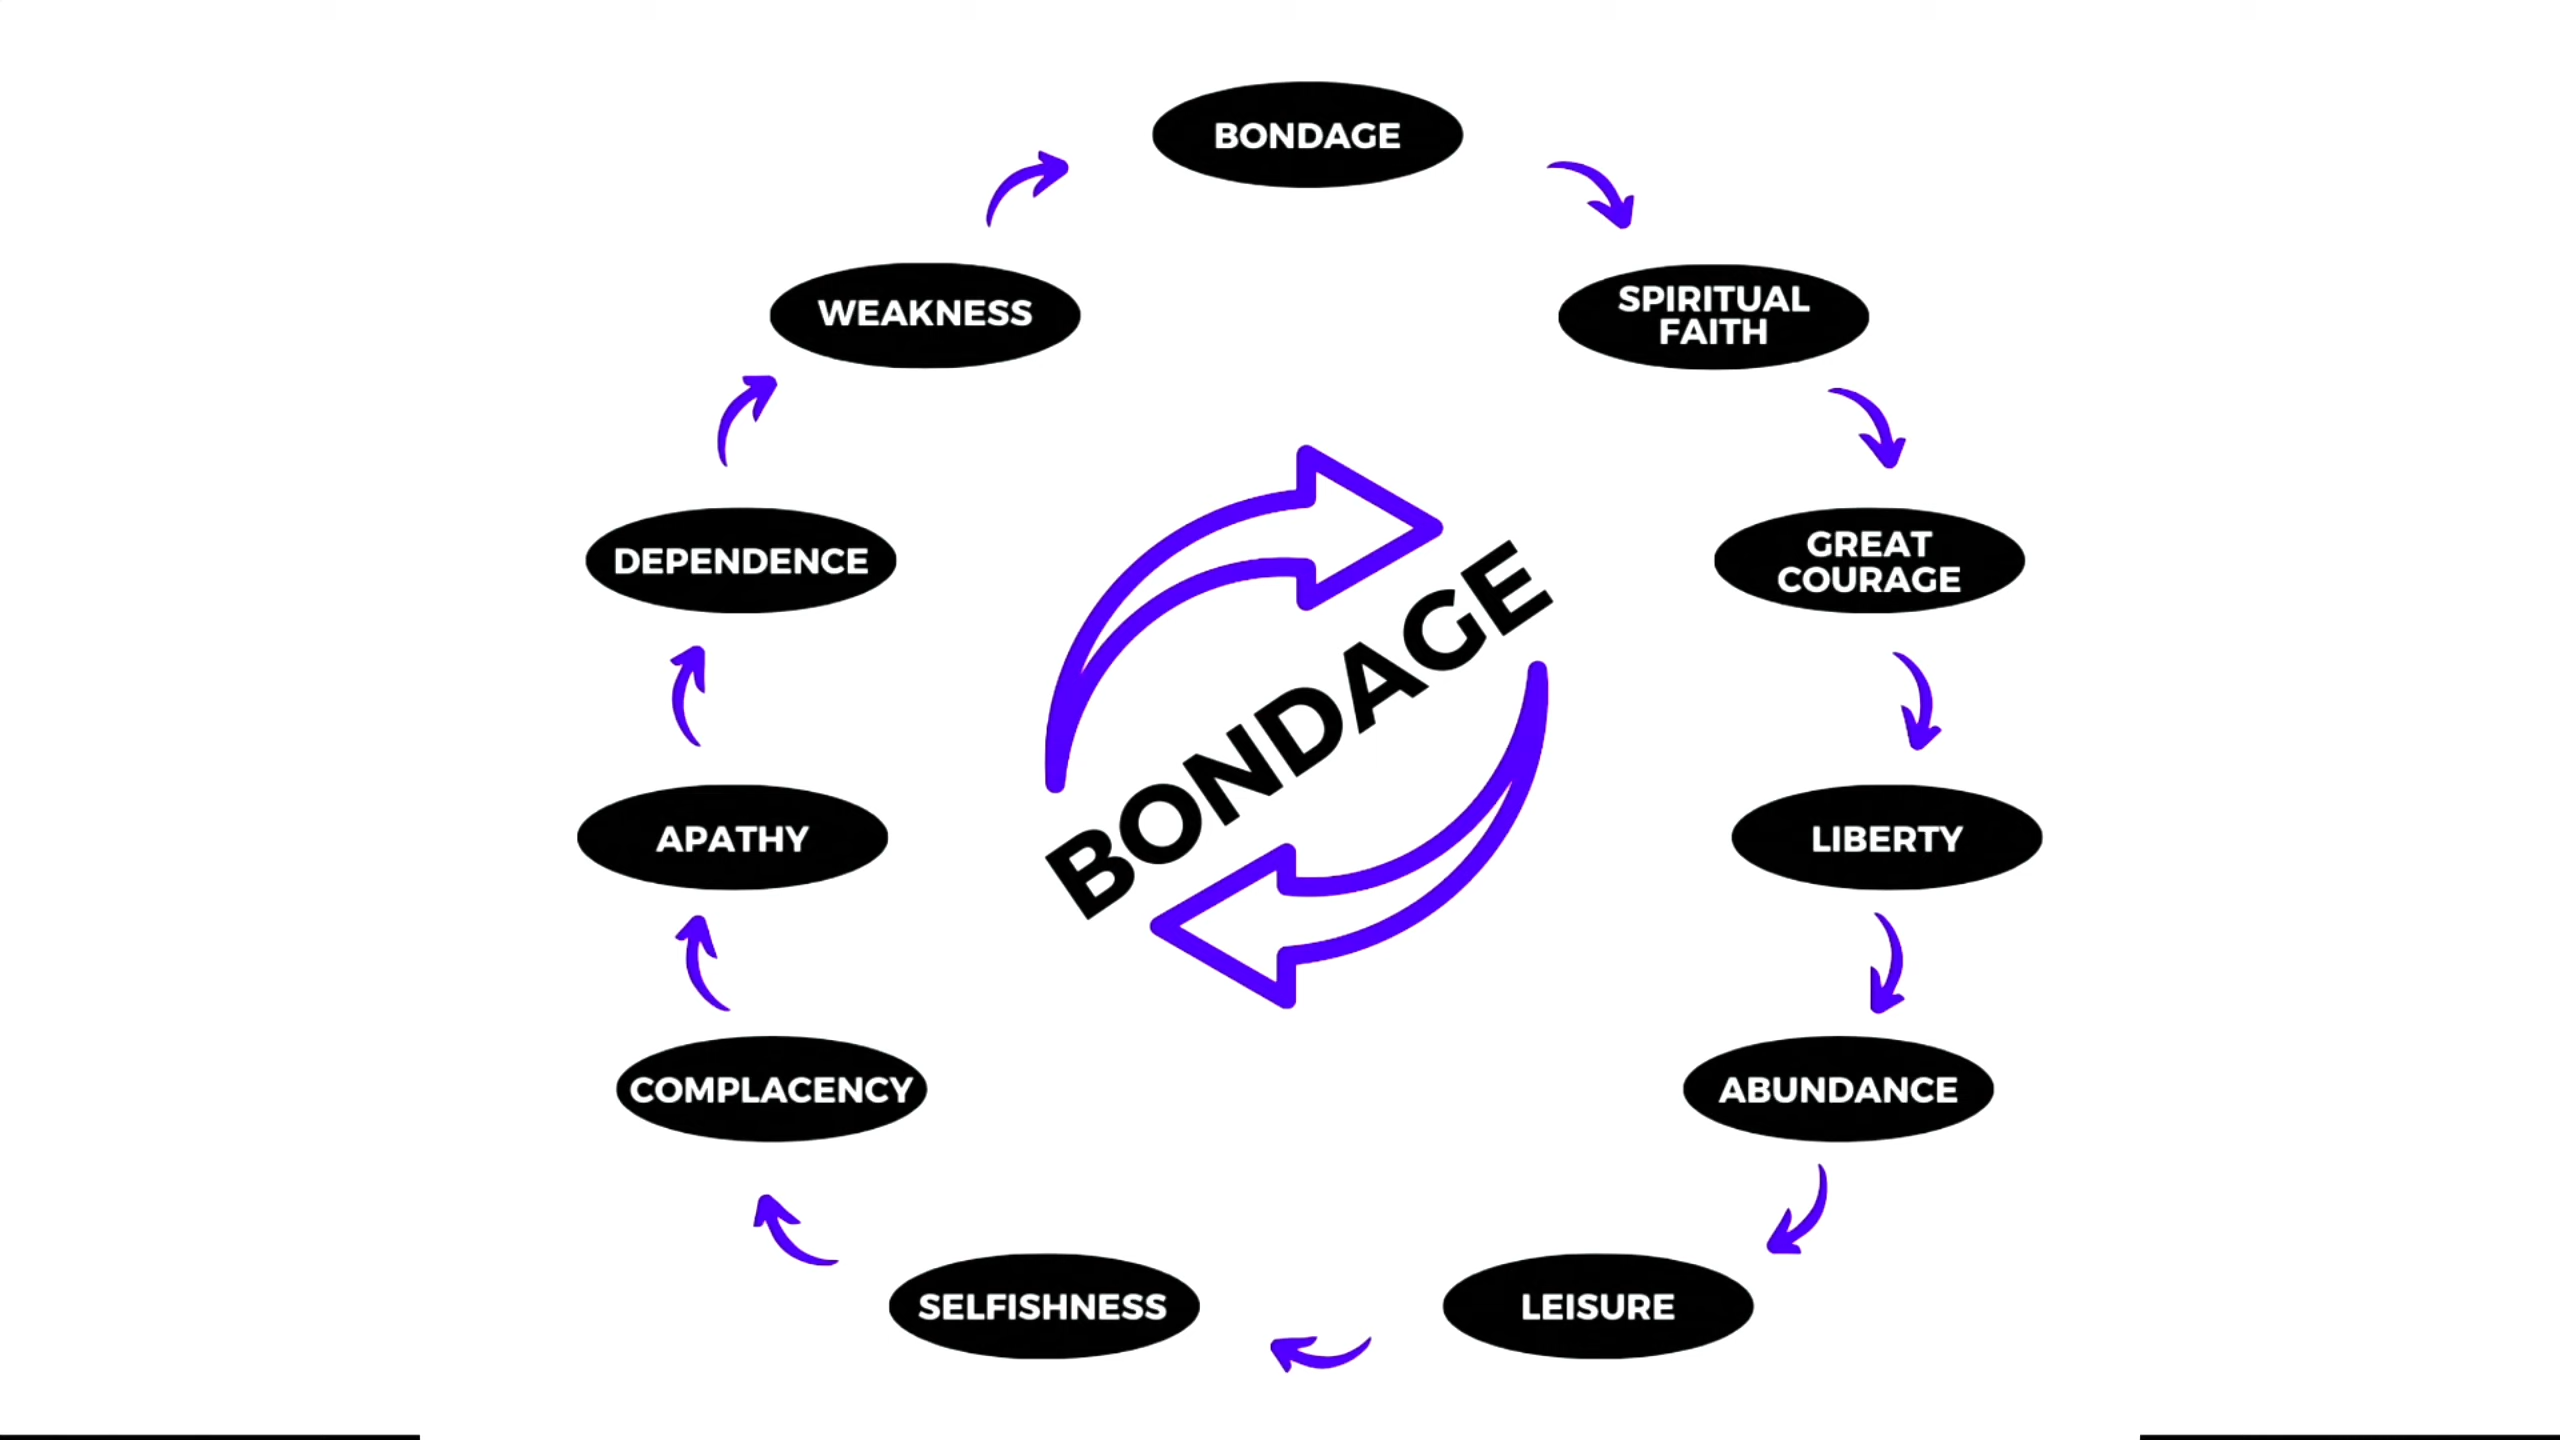 BONDAGE
SPIRITUAL
FAITH
GREAT
COURAGE
LIBERTY
ABUNDANCE
LEISURE
SELFISHNESS
COMPLACENCY
APATHY
DEPENDENCE
WEAKNESS
BONDAGE